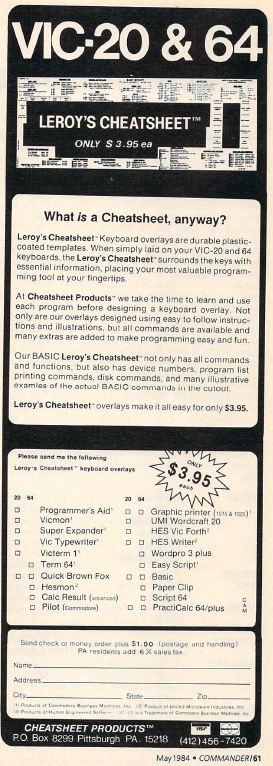 VIC-20 & 64
LEROY'S CHEATSHEET™
ONLY $3.95 ea
What is a Cheatsheet, anyway?
Leroy's Cheatsheet™ Keyboard overlays are durable plastic-
coated templates. When simply laid on your VIC-20 and 64
keyboards, the Leroy's Cheatsheet™ surrounds the keys with
essential information, placing your most valuable program-
ming tool at your fingertips.
At Cheatsheet Products™ we take the time to learn and use
each program before designing a keyboard overlay. Not
only are our overlays designed using easy to follow instruc-
tions and illustrations, but all commands are available and
many extras are added to make programming easy and fun.
Our BASIC Leroy's Cheatsheet™ not only has all commands
and functions, but also has device numbers, program list
printing commands, disk commands, and many illustrative
examles of the actual BASIC commands in the cutout.
Leroy's Cheatsheet™ overlays make it all easy for only $3.95.
Please send me the following
Leroy's Cheatsheet™ keyboard overlays
ONLY
$3.95
each
20 64
Programmer's Aid¹
Vicmon¹
Super Expander¹
Vic Typewriter¹
Victerm 1¹
Term 64¹
Quick Brown Fox
Hesmon²
Calc Result (advanced)
Pilot (commodore)
20 64
Graphic printer (1515 & 1525)¹
UMI Wordcraft 20
HES Vic Forth²
HES Writer²
Wordpro 3 plus
Easy Script¹
Basic
Paper Clip
Script 64
PractiCalc 64/plus
CAM
Send check or money order plus $1.00 (postage and handling)
PA residents add 6% sales tax.
Name
Address
City State Zip
(1) Products of Commodore Business Machines, Inc. (2) Product of United Microware Industries, Inc.
(3) Products of Human Engineered Software VIC-20 is a Trademark of Commodore Business Machines, Inc.
CHEATSHEET PRODUCTS™
VISA
P.O. Box 8299 Pittsburgh PA. 15218 (412) 456-7420
May 1984 • COMMANDER/61